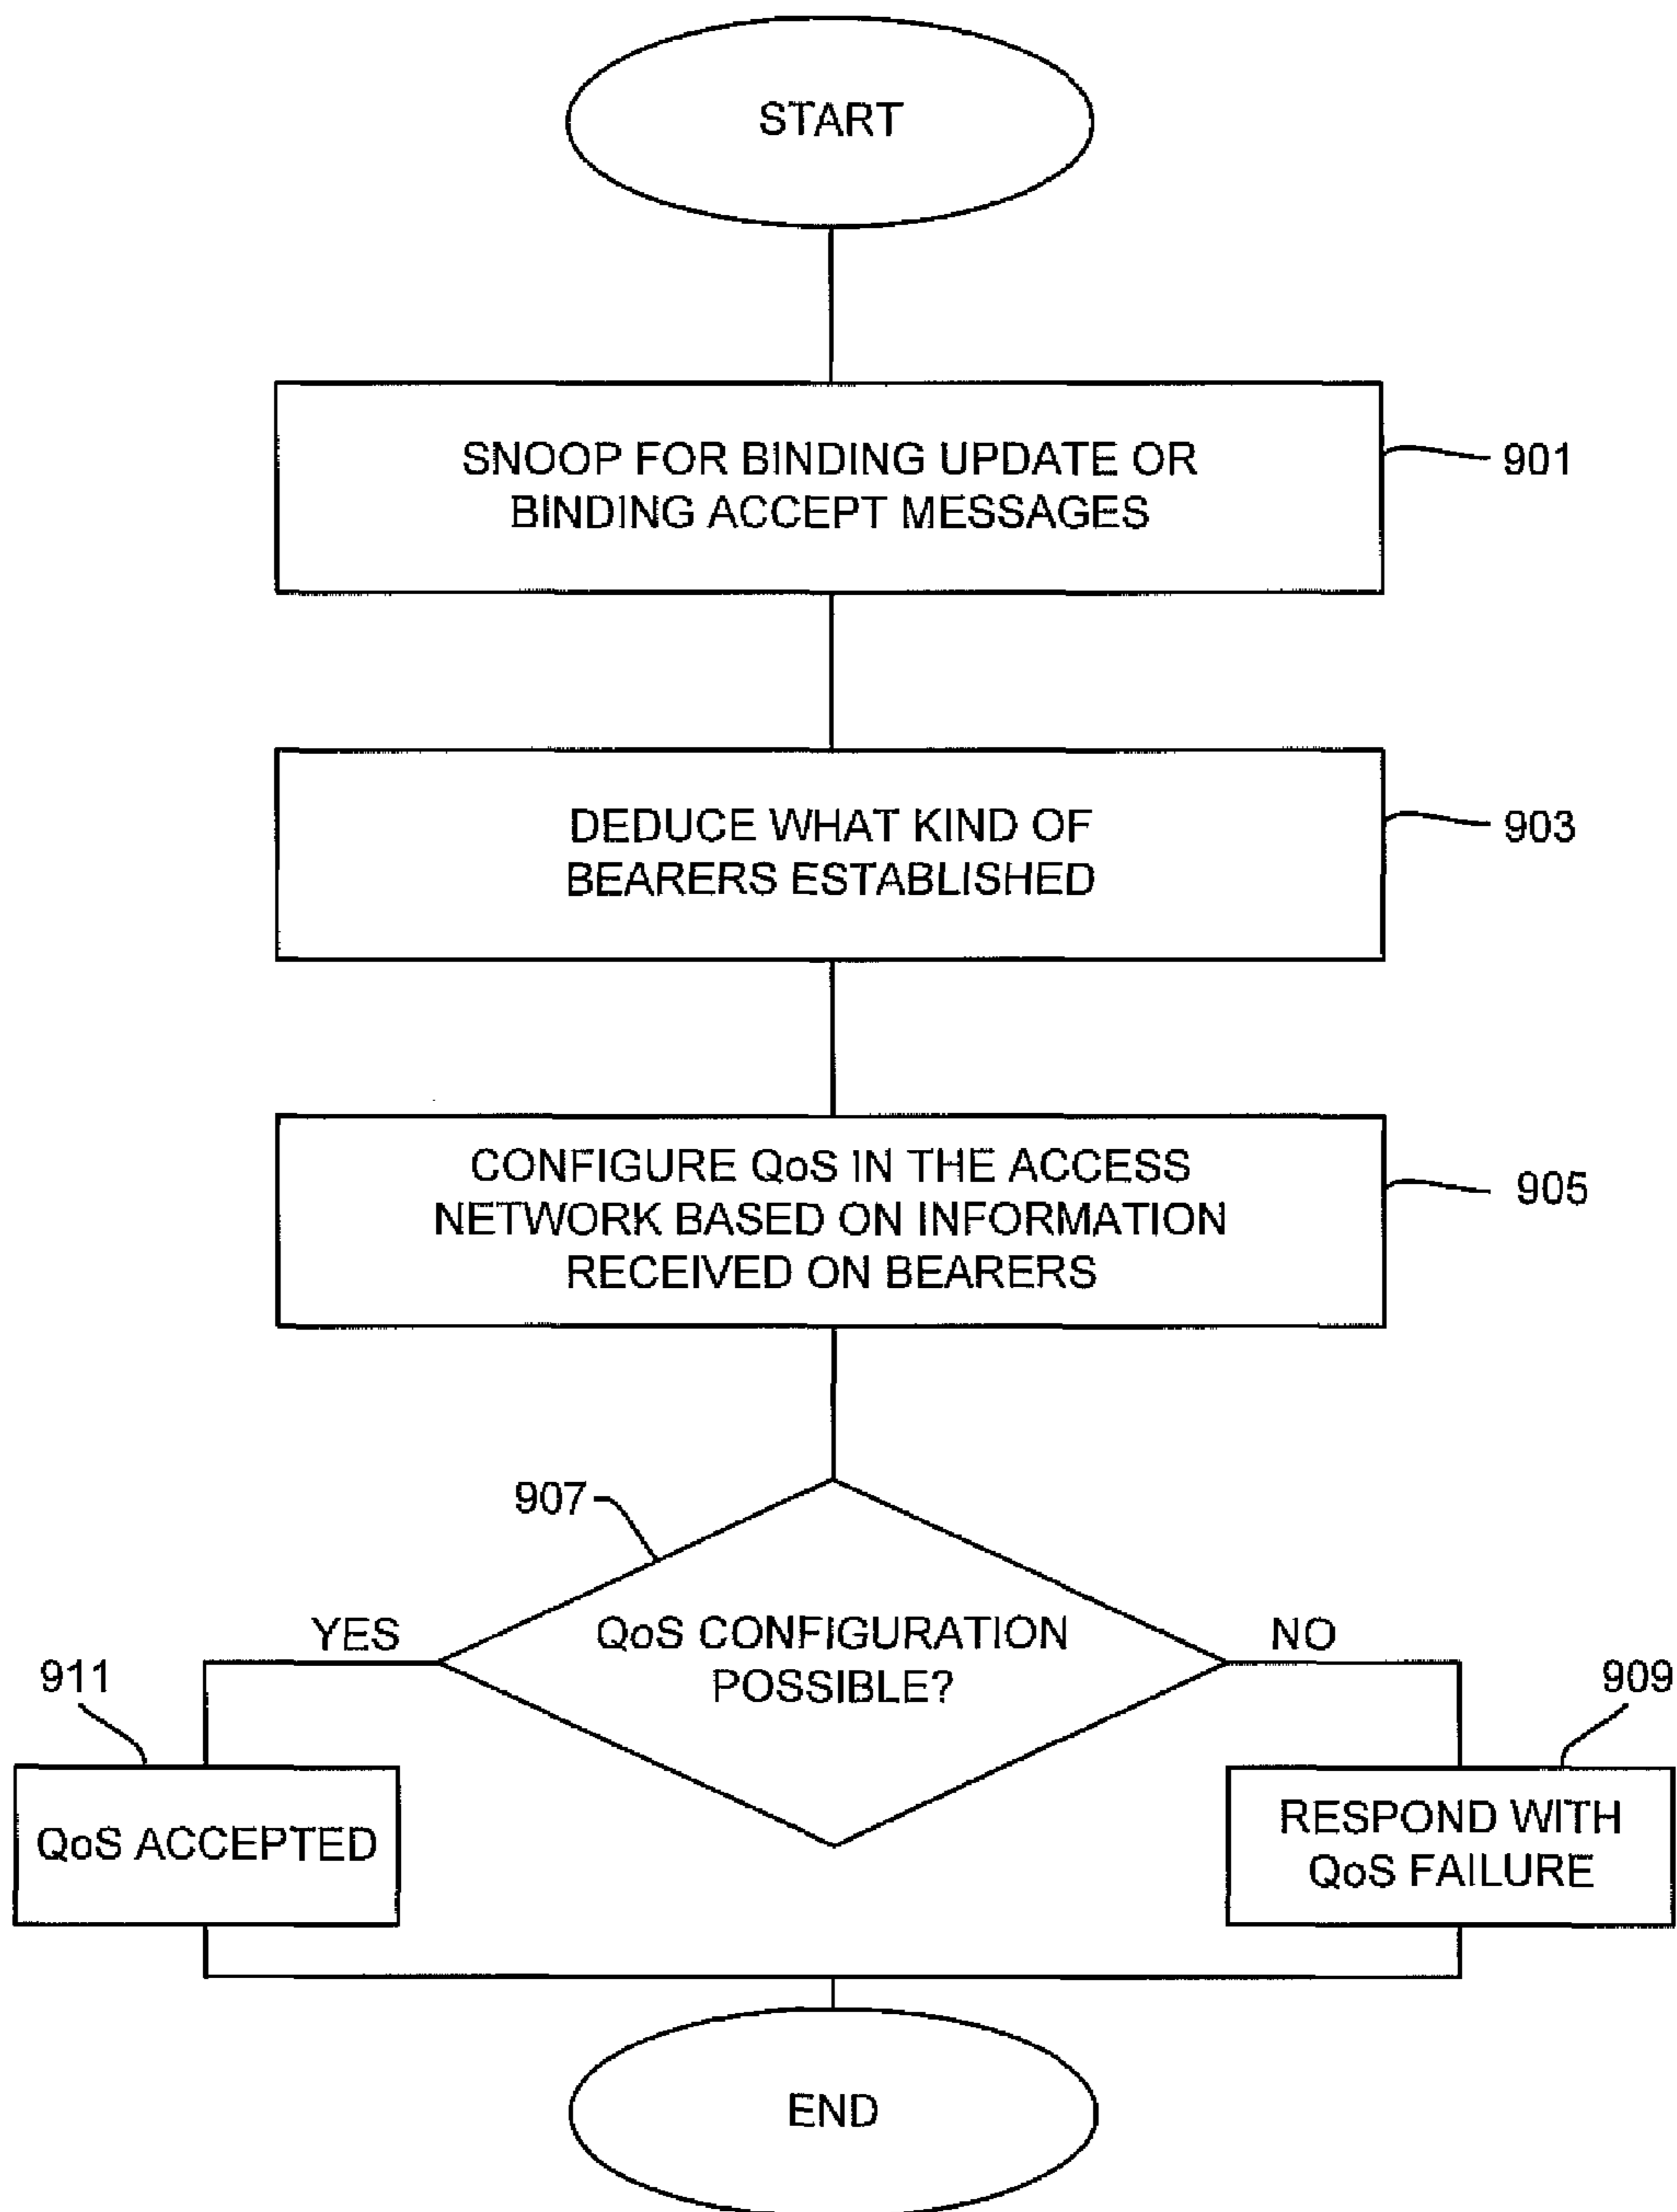 START
SNOOP FOR BINDING UPDATE OR
BINDING ACCEPT MESSAGES
901
DEDUCE WHAT KIND OF
BEARERS ESTABLISHED
903
CONFIGURE QoS IN THE ACCESS
NETWORK BASED ON INFORMATION
RECEIVED ON BEARERS
905
907
QoS CONFIGURATION
POSSIBLE?
YES
NO
911
909
QoS ACCEPTED
RESPOND WITH
QoS FAILURE
END